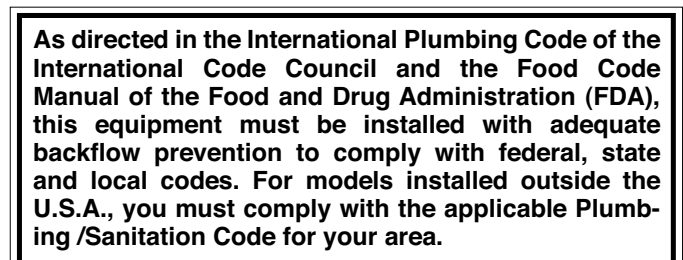 As directed in the International Plumbing Code of the
International Code Council and the Food Code
Manual of the Food and Drug Administration (FDA),
this equipment must be installed with adequate
backflow prevention to comply with federal, state
and local codes. For models installed outside the
U.S.A., you must comply with the applicable Plumb-
ing /Sanitation Code for your area.